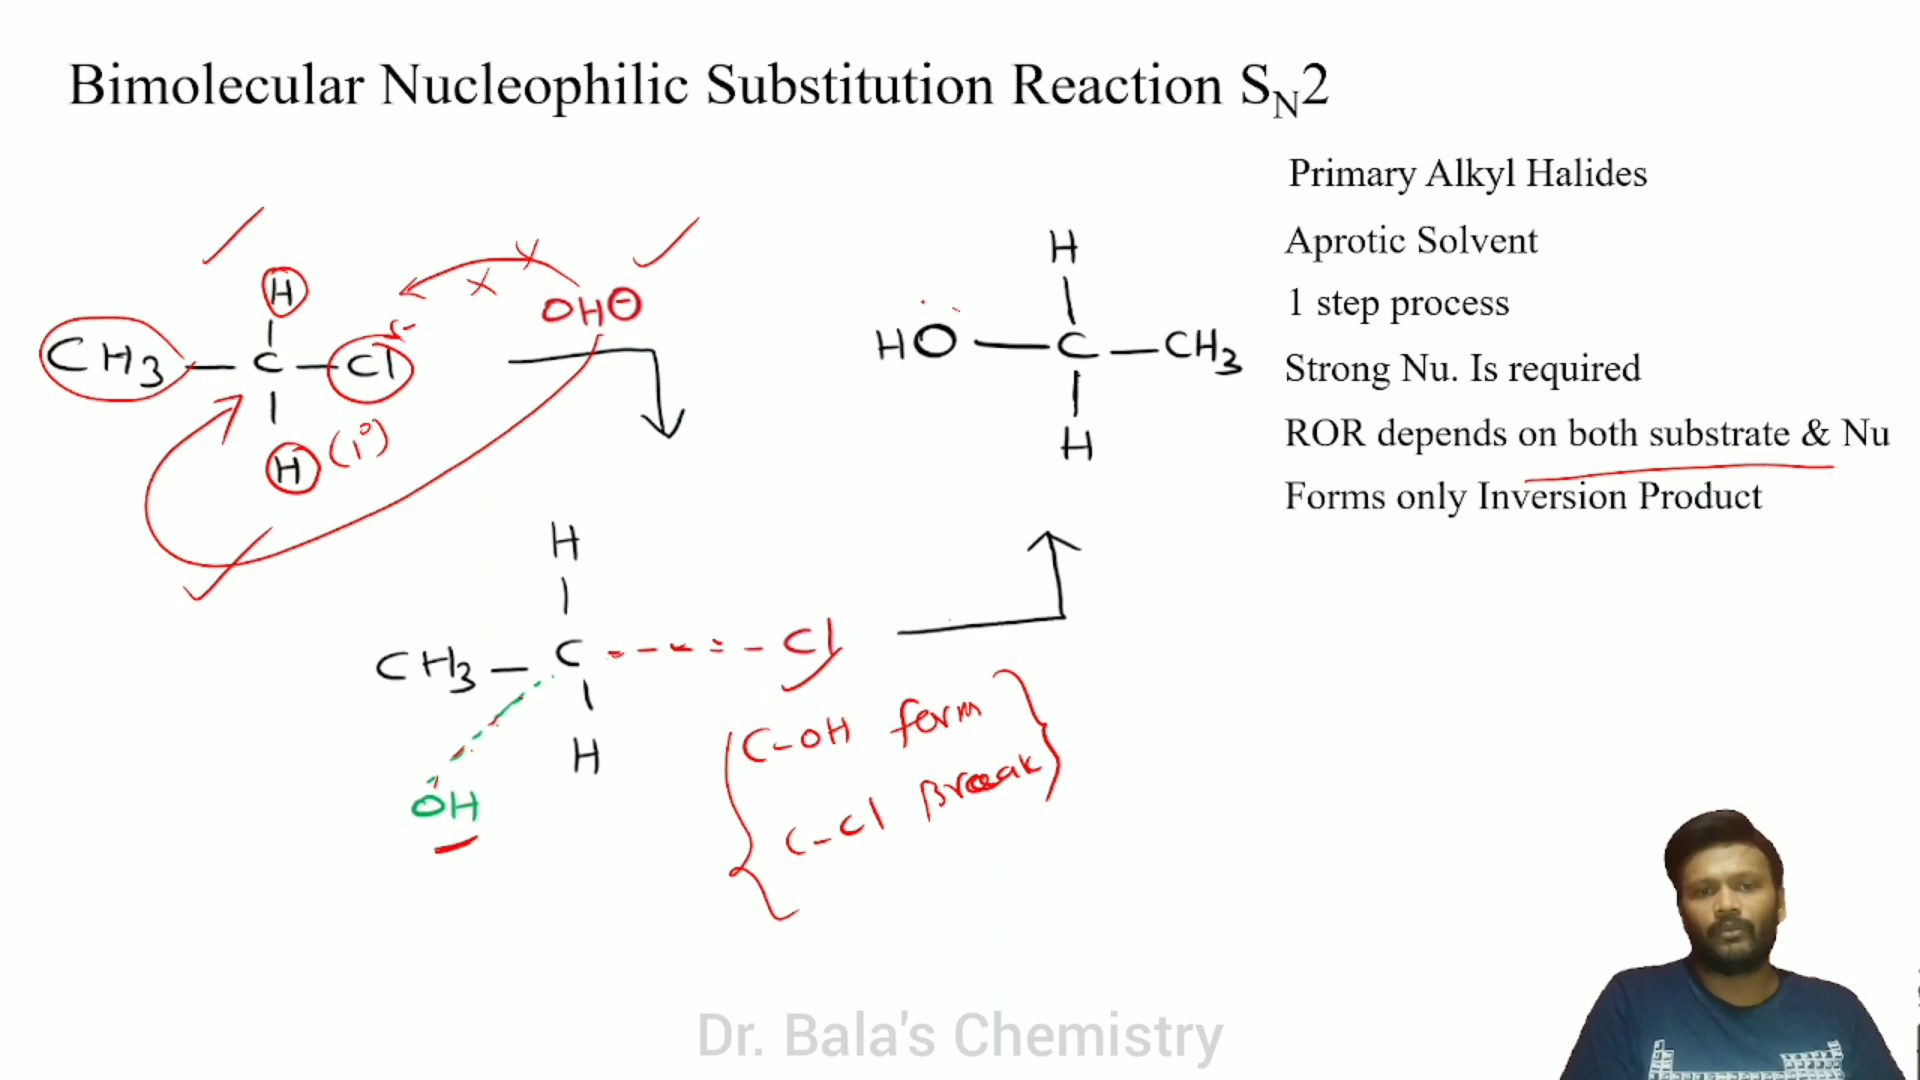 Bimolecular Nucleophilic Substitution Reaction SN2
Primary Alkyl Halides
Aprotic Solvent
1 step process
Strong Nu. Is required
ROR depends on both substrate & Nu
Forms only Inversion Product
H
CH3 – C – Cl δ-
H (1°)
OH⊖
x x
H
HO – C – CH3
H
H
CH3 – C - - - - Cl
H
OH
C-OH form
C-Cl Break
Dr. Bala's Chemistry